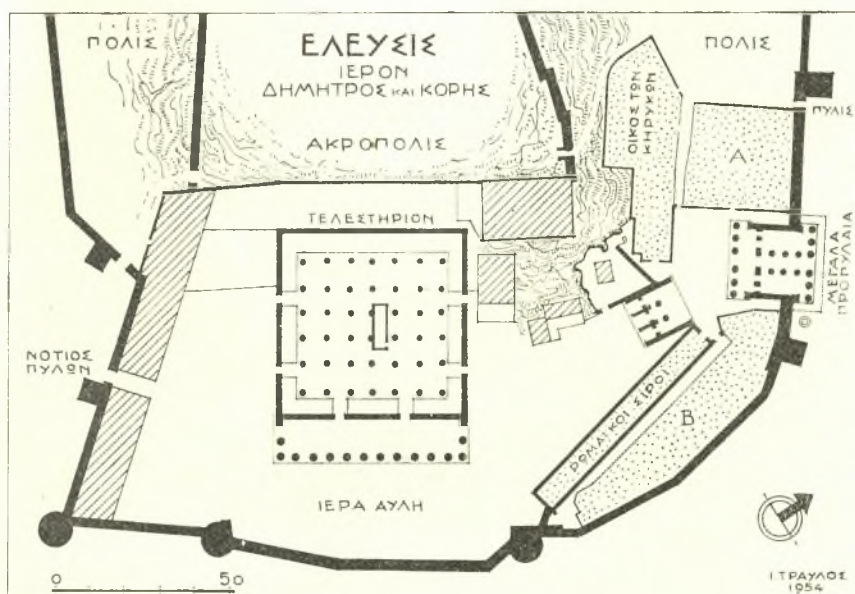 ΠΟΛΙΣ
ΕΛΕΥΣΙΣ
ΙΕΡΟΝ
ΔΗΜΗΤΡΟΣ ΚΑΙ ΚΟΡΗΣ
ΑΚΡΟΠΟΛΙΣ
ΠΟΛΙΣ
ΠΥΛΙΣ
ΟΙΚΟΣ ΤΩΝ
ΚΗΡΥΚΩΝ
Α
ΤΕΛΕΣΤΗΡΙΟΝ
ΜΕΓΑΛΑ
ΠΡΟΠΥΛΑΙΑ
ΝΟΤΙΟΣ
ΠΥΛΩΝ
ΡΩΜΑΙΚΟΙ ΣΙΡΟΙ
Β
ΙΕΡΑ ΑΥΛΗ
0 50
Ι ΤΡΑΥΛΟΣ
1954